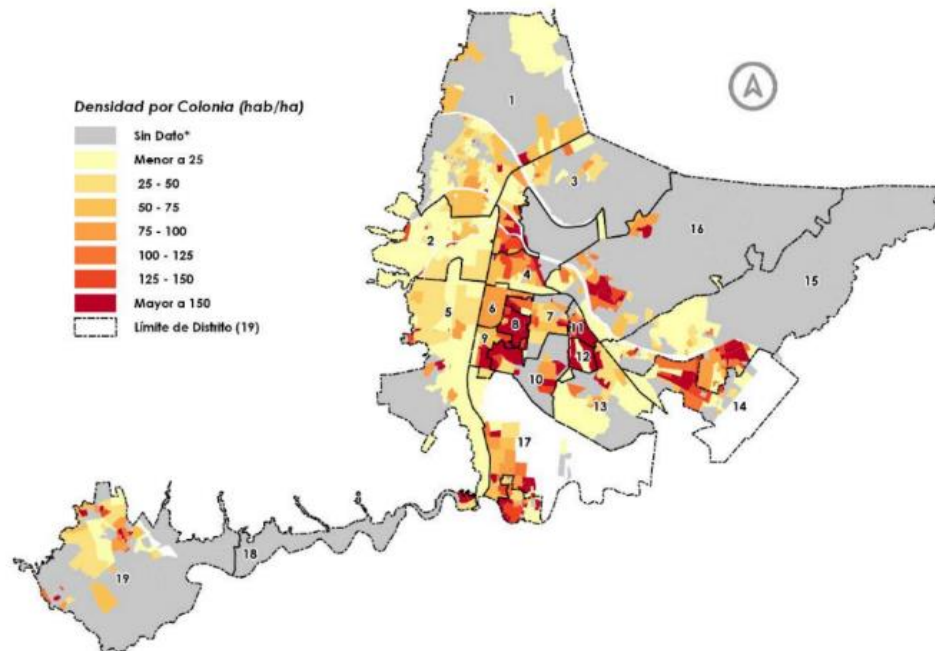 Densidad por Colonia (hab/ha)
Sin Dato*
Menor a 25
25 - 50
50 - 75
75 - 100
100 - 125
125 - 150
Mayor a 150
Límite de Distrito (19)
A
1
3
2
16
4
15
5
6
8
7
11
9
12
10
13
14
17
18
19